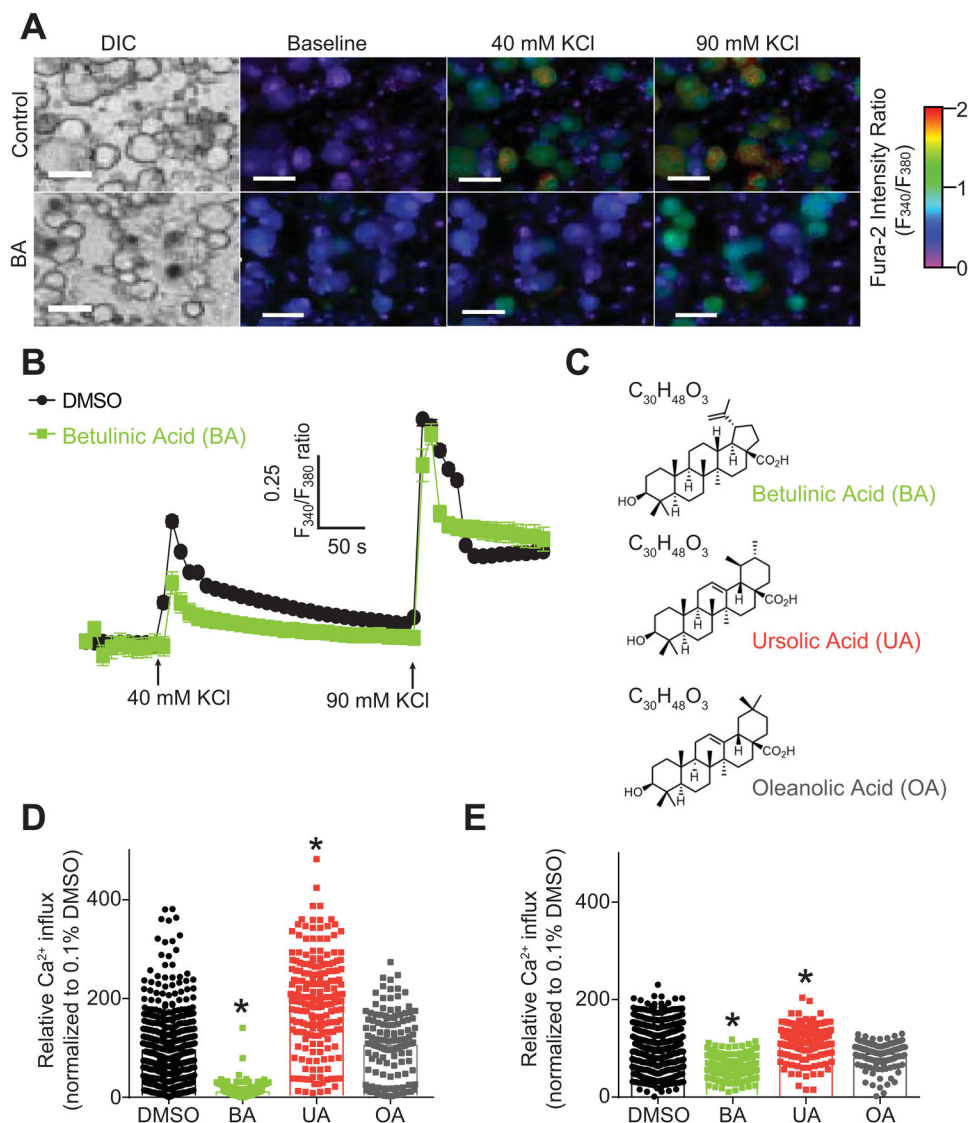 A
DIC
Baseline
40 mM KCl
90 mM KCl
Control
BA
2
1
0
Fura-2 Intensity Ratio
(F340/F380)
B
DMSO
Betulinic Acid (BA)
0.25
F340/F380 ratio
50 s
40 mM KCl
90 mM KCl
C
C30H48O3
H
H
H
CO2H
HO
H
Betulinic Acid (BA)
C30H48O3
H
H
CO2H
HO
H
Ursolic Acid (UA)
C30H48O3
H
H
CO2H
HO
H
Oleanolic Acid (OA)
D
Relative Ca2+ influx
(normalized to 0.1% DMSO)
400
200
0
*
*
DMSO
BA
UA
OA
E
Relative Ca2+ influx
(normalized to 0.1% DMSO)
400
200
0
*
*
DMSO
BA
UA
OA